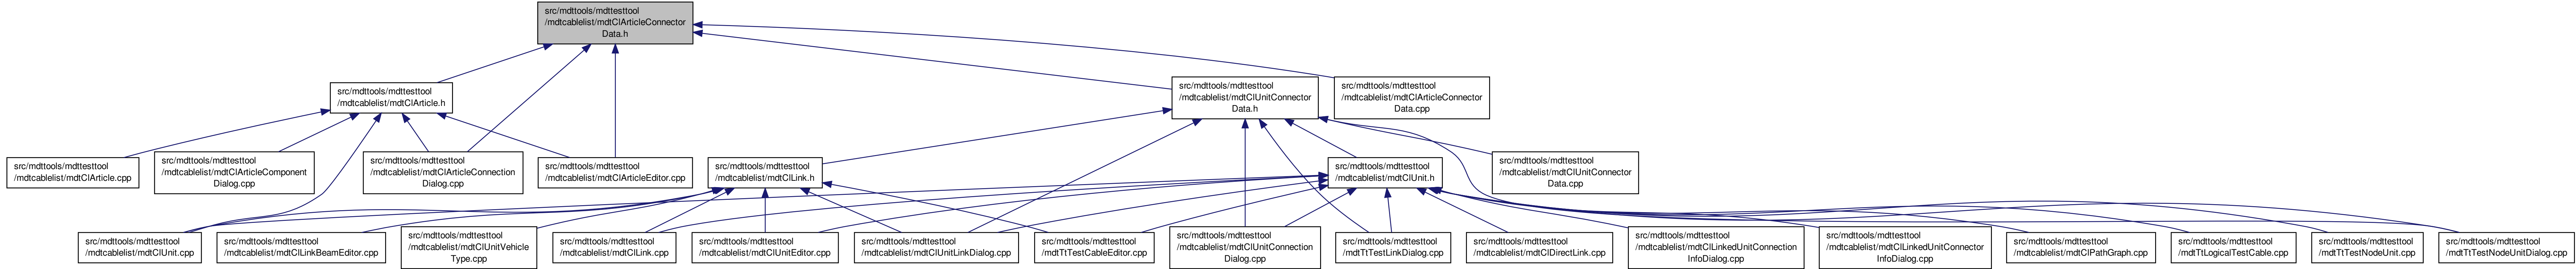 src/mdttools/mdttesttool
/mdtcablelist/mdtClArticleConnector
Data.h
src/mdttools/mdttesttool
/mdtcablelist/mdtClArticle.h
src/mdttools/mdttesttool
/mdtcablelist/mdtClUnitConnector
Data.h
src/mdttools/mdttesttool
/mdtcablelist/mdtClArticleConnector
Data.cpp
src/mdttools/mdttesttool
/mdtcablelist/mdtClArticle.cpp
src/mdttools/mdttesttool
/mdtcablelist/mdtClArticleComponent
Dialog.cpp
src/mdttools/mdttesttool
/mdtcablelist/mdtClArticleConnection
Dialog.cpp
src/mdttools/mdttesttool
/mdtcablelist/mdtClArticleEditor.cpp
src/mdttools/mdttesttool
/mdtcablelist/mdtClLink.h
src/mdttools/mdttesttool
/mdtcablelist/mdtClUnit.h
src/mdttools/mdttesttool
/mdtcablelist/mdtClUnitConnector
Data.cpp
src/mdttools/mdttesttool
/mdtcablelist/mdtClUnit.cpp
src/mdttools/mdttesttool
/mdtcablelist/mdtClLinkBeamEditor.cpp
src/mdttools/mdttesttool
/mdtcablelist/mdtClUnitVehicle
Type.cpp
src/mdttools/mdttesttool
/mdtcablelist/mdtClLink.cpp
src/mdttools/mdttesttool
/mdtcablelist/mdtClUnitEditor.cpp
src/mdttools/mdttesttool
/mdtcablelist/mdtClUnitLinkDialog.cpp
src/mdttools/mdttesttool
/mdtTtTestCableEditor.cpp
src/mdttools/mdttesttool
/mdtcablelist/mdtClUnitConnection
Dialog.cpp
src/mdttools/mdttesttool
/mdtTtTestLinkDialog.cpp
src/mdttools/mdttesttool
/mdtcablelist/mdtClDirectLink.cpp
src/mdttools/mdttesttool
/mdtcablelist/mdtClLinkedUnitConnection
InfoDialog.cpp
src/mdttools/mdttesttool
/mdtcablelist/mdtClLinkedUnitConnector
InfoDialog.cpp
src/mdttools/mdttesttool
/mdtcablelist/mdtClPathGraph.cpp
src/mdttools/mdttesttool
/mdtTtLogicalTestCable.cpp
src/mdttools/mdttesttool
/mdtTtTestNodeUnit.cpp
src/mdttools/mdttesttool
/mdtTtTestNodeUnitDialog.cpp